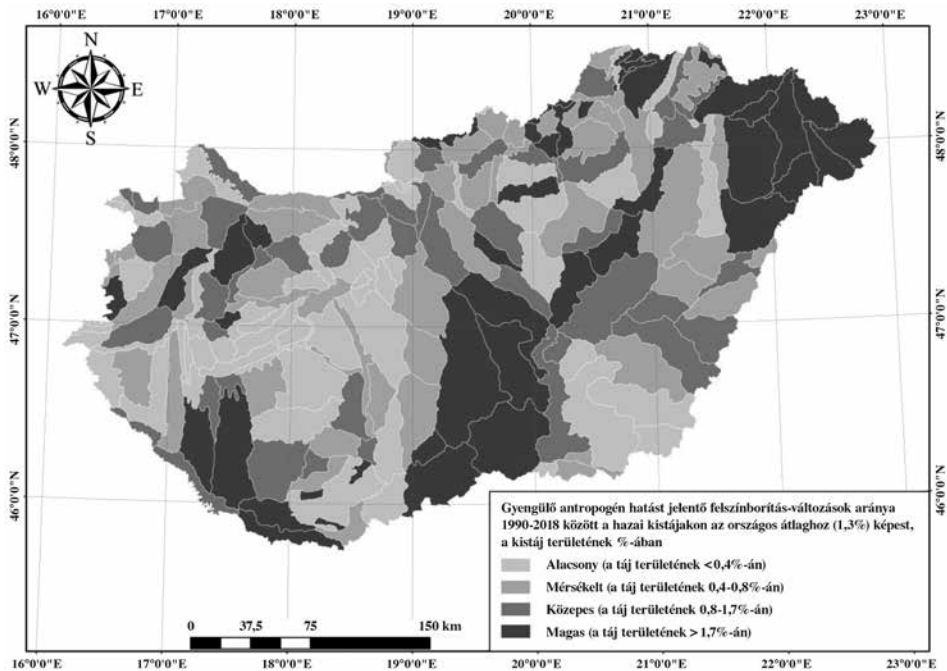 16°0'0"E 17°0'0"E 18°0'0"E 19°0'0"E 20°0'0"E 21°0'0"E 22°0'0"E 23°0'0"E
N
W E
S
48°0'0"N 48°0'0"N
47°0'0"N 47°0'0"N
46°0'0"N 46°0'0"N
Gyengülő antropogén hatást jelentő felszínborítás-változások aránya
1990-2018 között a hazai kistájakon az országos átlaghoz (1,3%) képest,
a kistáj területének %-ában
Alacsony (a táj területének <0,4%-án)
Mérsékelt (a táj területének 0,4-0,8%-án)
Közepes (a táj területének 0,8-1,7%-án)
Magas (a táj területének >1,7%-án)
0 37,5 75 150 km
16°0'0"E 17°0'0"E 18°0'0"E 19°0'0"E 20°0'0"E 21°0'0"E 22°0'0"E 23°0'0"E